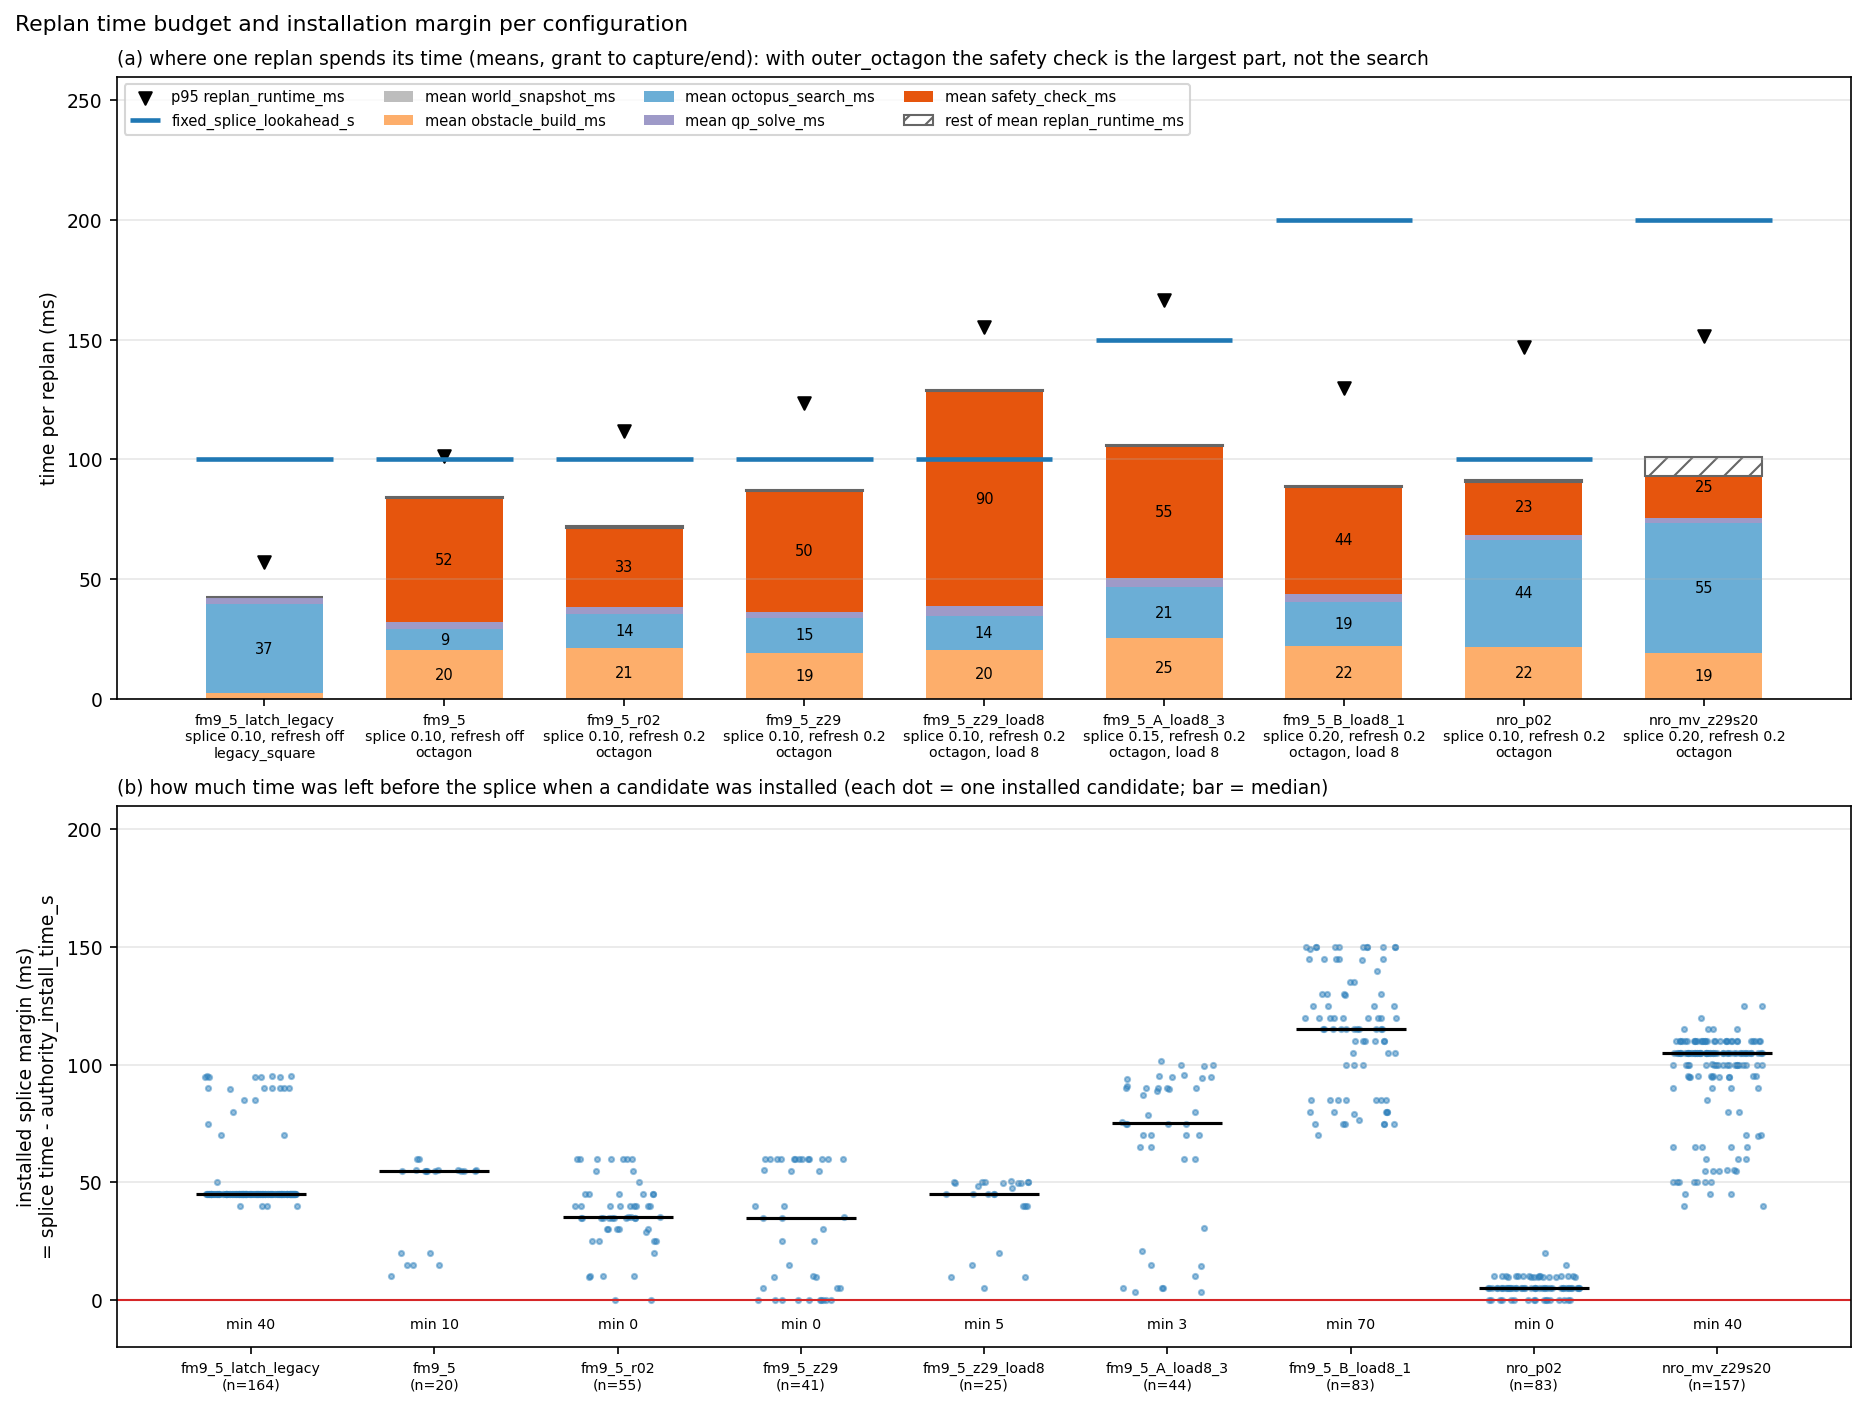 Replan time budget and installation margin per configuration
(a) where one replan spends its time (means, grant to capture/end): with outer_octagon the safety check is the largest part, not the search
p95 replan_runtime_ms
fixed_splice_lookahead_s
mean world_snapshot_ms
mean obstacle_build_ms
mean octopus_search_ms
mean qp_solve_ms
mean safety_check_ms
rest of mean replan_runtime_ms
time per replan (ms)
250
200
150
100
50
0
37
52
9
20
33
14
21
50
15
19
90
14
20
55
21
25
44
19
22
23
44
22
25
55
19
fm9_5_latch_legacy
splice 0.10, refresh off
legacy_square
fm9_5
splice 0.10, refresh off
octagon
fm9_5_r02
splice 0.10, refresh 0.2
octagon
fm9_5_z29
splice 0.10, refresh 0.2
octagon
fm9_5_z29_load8
splice 0.10, refresh 0.2
octagon, load 8
fm9_5_A_load8_3
splice 0.15, refresh 0.2
octagon, load 8
fm9_5_B_load8_1
splice 0.20, refresh 0.2
octagon, load 8
nro_p02
splice 0.10, refresh 0.2
octagon
nro_mv_z29s20
splice 0.20, refresh 0.2
octagon
(b) how much time was left before the splice when a candidate was installed (each dot = one installed candidate; bar = median)
installed splice margin (ms)
= splice time - authority_install_time_s
200
150
100
50
0
min 40
min 10
min 0
min 0
min 5
min 3
min 70
min 0
min 40
fm9_5_latch_legacy
(n=164)
fm9_5
(n=20)
fm9_5_r02
(n=55)
fm9_5_z29
(n=41)
fm9_5_z29_load8
(n=25)
fm9_5_A_load8_3
(n=44)
fm9_5_B_load8_1
(n=83)
nro_p02
(n=83)
nro_mv_z29s20
(n=157)